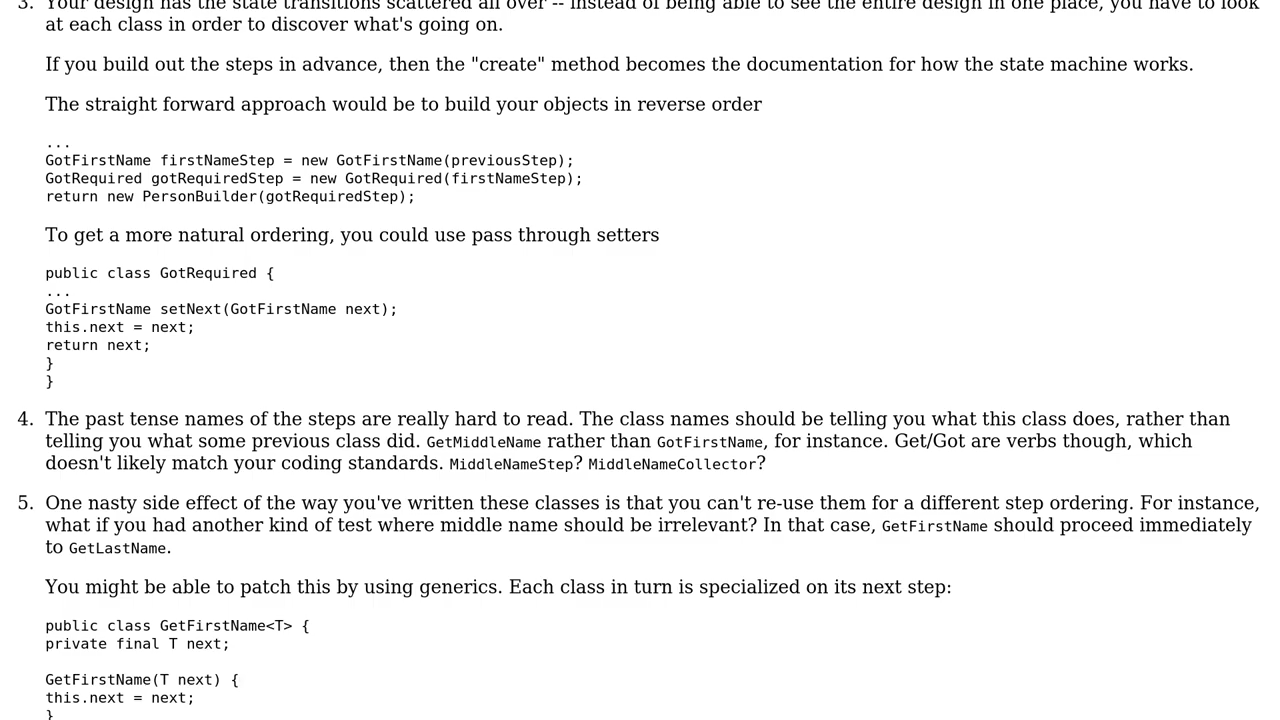 3. Your design has the state transitions scattered all over -- instead of being able to see the entire design in one place, you have to look
at each class in order to discover what's going on.
If you build out the steps in advance, then the "create" method becomes the documentation for how the state machine works.
The straight forward approach would be to build your objects in reverse order
...
GotFirstName firstNameStep = new GotFirstName(previousStep);
GotRequired gotRequiredStep = new GotRequired(firstNameStep);
return new PersonBuilder(gotRequiredStep);
To get a more natural ordering, you could use pass through setters
public class GotRequired {
...
GotFirstName setNext(GotFirstName next);
this.next = next;
return next;
}
}
4. The past tense names of the steps are really hard to read. The class names should be telling you what this class does, rather than
telling you what some previous class did. GetMiddleName rather than GotFirstName, for instance. Get/Got are verbs though, which
doesn't likely match your coding standards. MiddleNameStep? MiddleNameCollector?
5. One nasty side effect of the way you've written these classes is that you can't re-use them for a different step ordering. For instance,
what if you had another kind of test where middle name should be irrelevant? In that case, GetFirstName should proceed immediately
to GetLastName.
You might be able to patch this by using generics. Each class in turn is specialized on its next step:
public class GetFirstName<T> {
private final T next;
GetFirstName(T next) {
this.next = next;
}